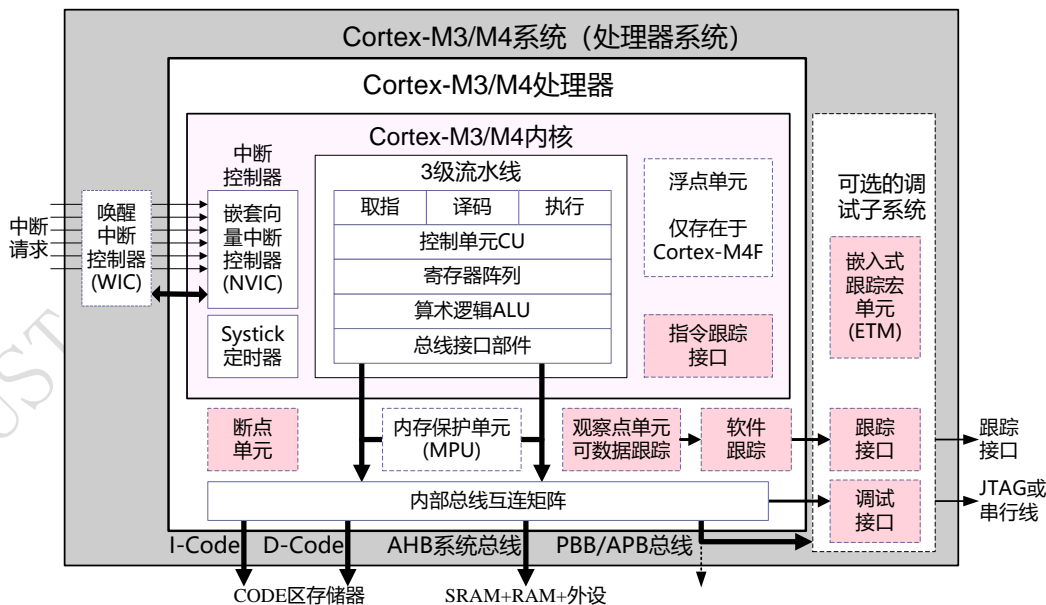 Cortex-M3/M4系统（处理器系统）
Cortex-M3/M4处理器
Cortex-M3/M4内核
中断
控制器
3级流水线
取指
译码
执行
控制单元CU
寄存器阵列
算术逻辑ALU
总线接口部件
浮点单元
仅存在于
Cortex-M4F
可选的调
试子系统
中断
请求
唤醒
中断
控制器
(WIC)
嵌套向
量中断
控制器
(NVIC)
嵌入式
跟踪宏
单元
(ETM)
Systick
定时器
指令跟踪
接口
断点
单元
内存保护单元
(MPU)
观察点单元
可数据跟踪
软件
跟踪
跟踪
接口
跟踪
接口
内部总线互连矩阵
调试
接口
JTAG或
串行线
I-Code
D-Code
AHB系统总线
PBB/APB总线
CODE区存储器
SRAM+RAM+外设
UST